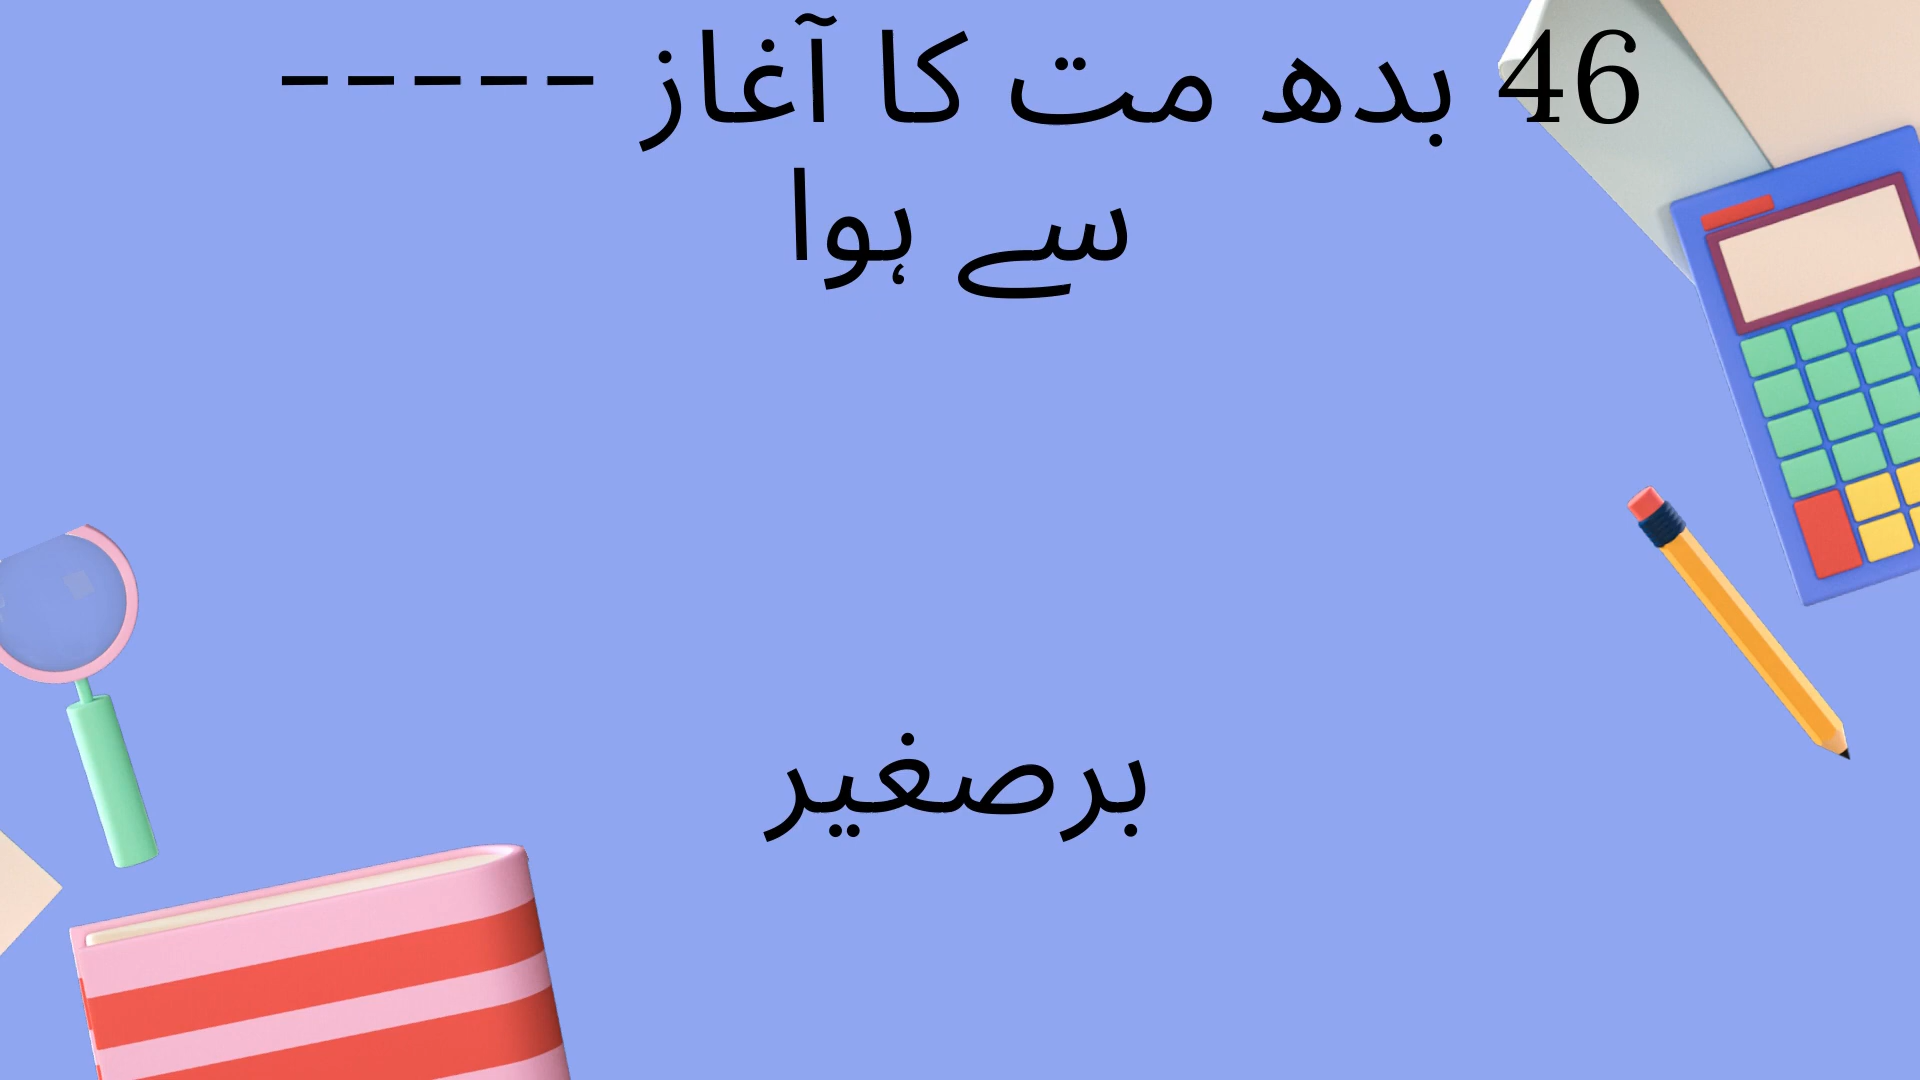 46 بدھ مت کا آغاز -----
سے ہوا
برصغیر